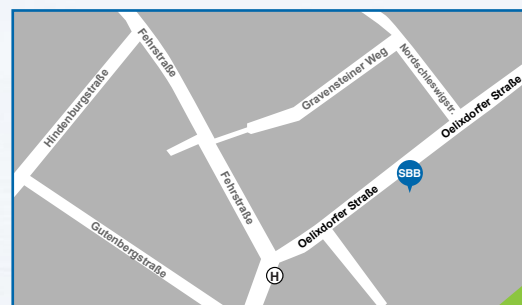 Fehrstraße
Nordschleswigstr.
Gravensteiner Weg
Hindenburgstraße
Oelixdorfer Straße
SBB
Fehrstraße
Oelixdorfer Straße
Gutenbergstraße
H